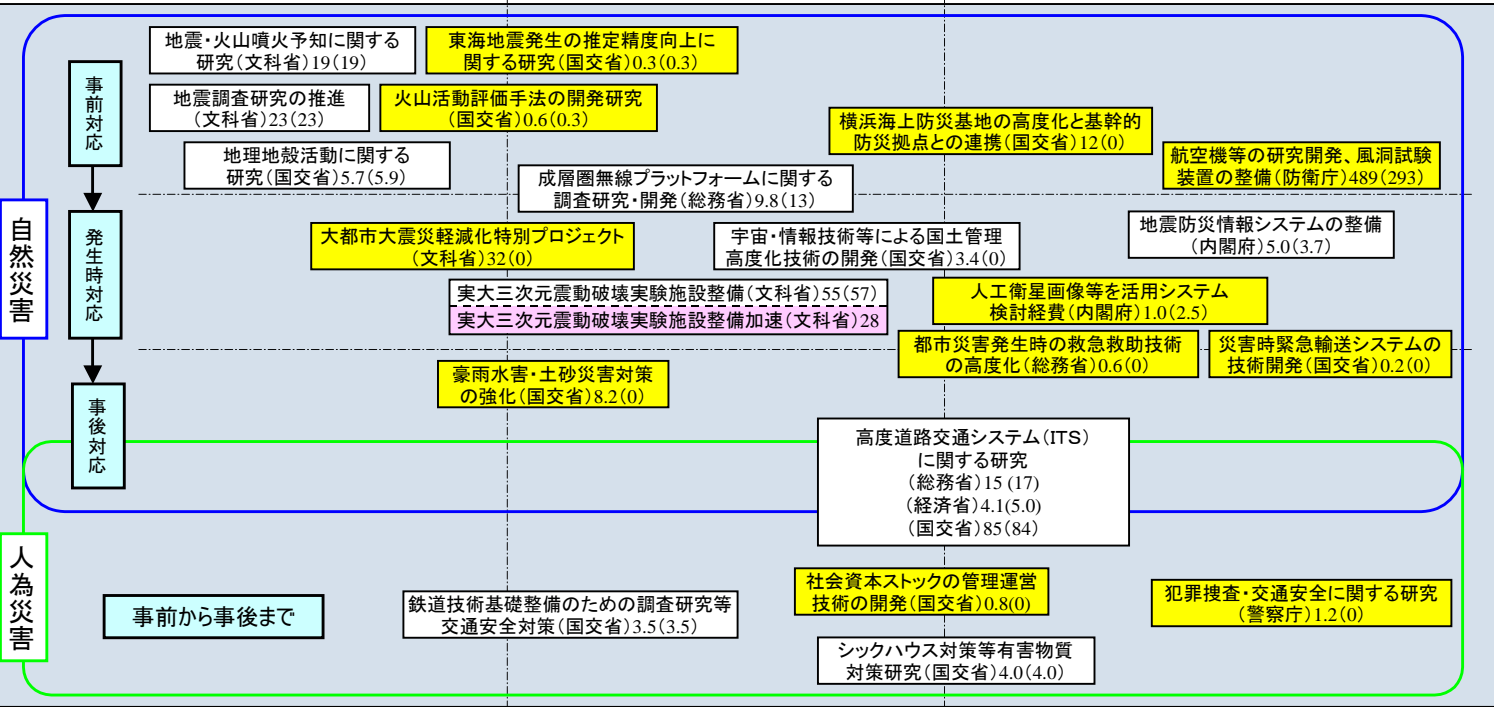 地震・火山噴火予知に関する
研究(文科省)19(19)
東海地震発生の推定精度向上に
関する研究(国交省)0.3(0.3)
事前対応
地震調査研究の推進
(文科省)23(23)
火山活動評価手法の開発研究
(国交省)0.6(0.3)
横浜海上防災基地の高度化と基幹的
防災拠点との連携(国交省)12(0)
地理地殻活動に関する
研究(国交省)5.7(5.9)
航空機等の研究開発、風洞試験
装置の整備(防衛庁)489(293)
成層圏無線プラットフォームに関する
調査研究・開発(総務省)9.8(13)
自然災害
発生時対応
大都市大震災軽減化特別プロジェクト
(文科省)32(0)
宇宙・情報技術等による国土管理
高度化技術の開発(国交省)3.4(0)
地震防災情報システムの整備
(内閣府)5.0(3.7)
実大三次元震動破壊実験施設整備(文科省)55(57)
実大三次元震動破壊実験施設整備加速(文科省)28
人工衛星画像等を活用システム
検討経費(内閣府)1.0(2.5)
都市災害発生時の救急救助技術
の高度化(総務省)0.6(0)
災害時緊急輸送システムの
技術開発(国交省)0.2(0)
豪雨水害・土砂災害対策
の強化(国交省)8.2(0)
事後対応
高度道路交通システム(ITS)
に関する研究
(総務省)15 (17)
(経済省)4.1(5.0)
(国交省)85(84)
人為災害
事前から事後まで
鉄道技術基礎整備のための調査研究等
交通安全対策(国交省)3.5(3.5)
社会資本ストックの管理運営
技術の開発(国交省)0.8(0)
犯罪捜査・交通安全に関する研究
(警察庁)1.2(0)
シックハウス対策等有害物質
対策研究(国交省)4.0(4.0)